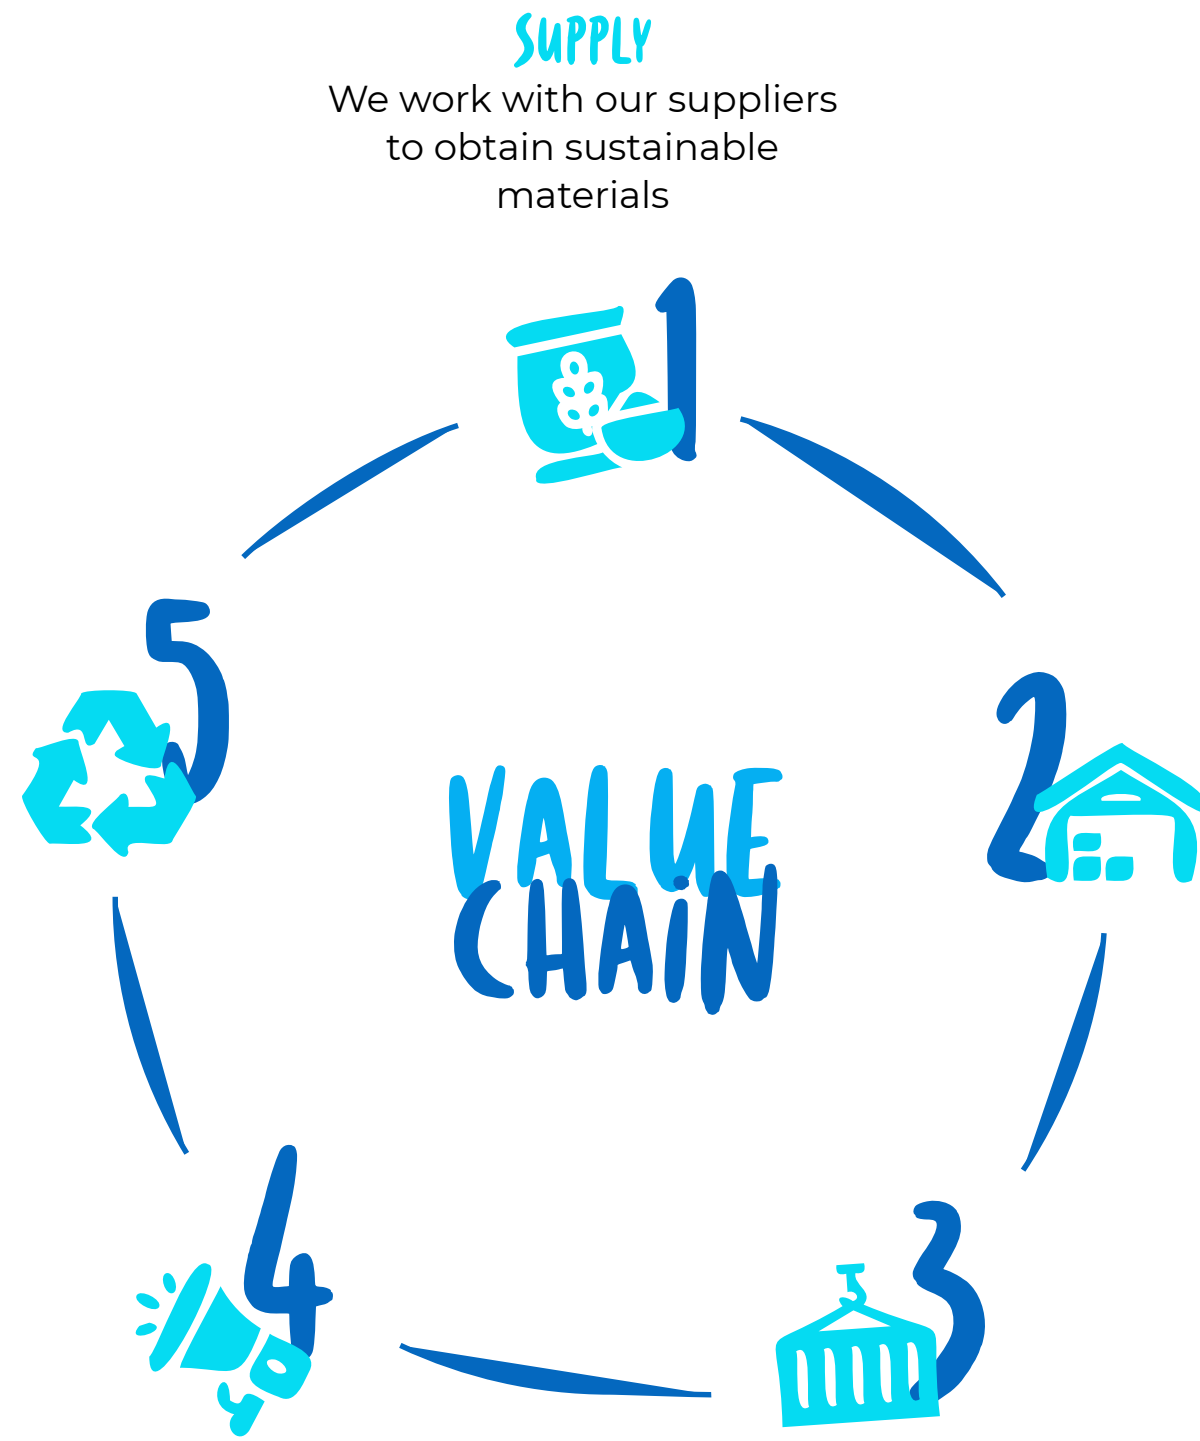 SUPPLY
We work with our suppliers
to obtain sustainable
materials
1
5
2
VALUE
CHAiN
4
3